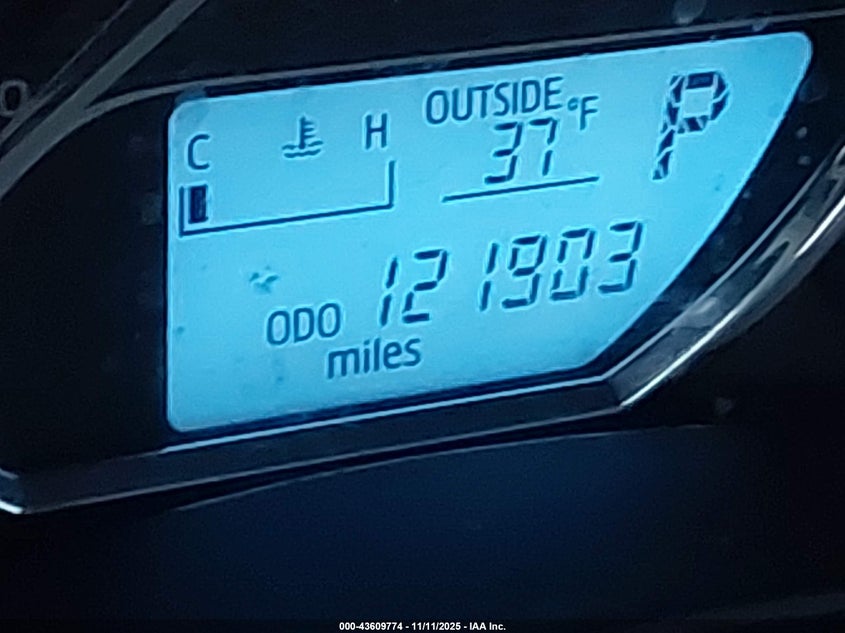 C H
OUTSIDE °F
37
P
ODO 121903
miles
000-43609774 - 11/11/2025 - IAA Inc.